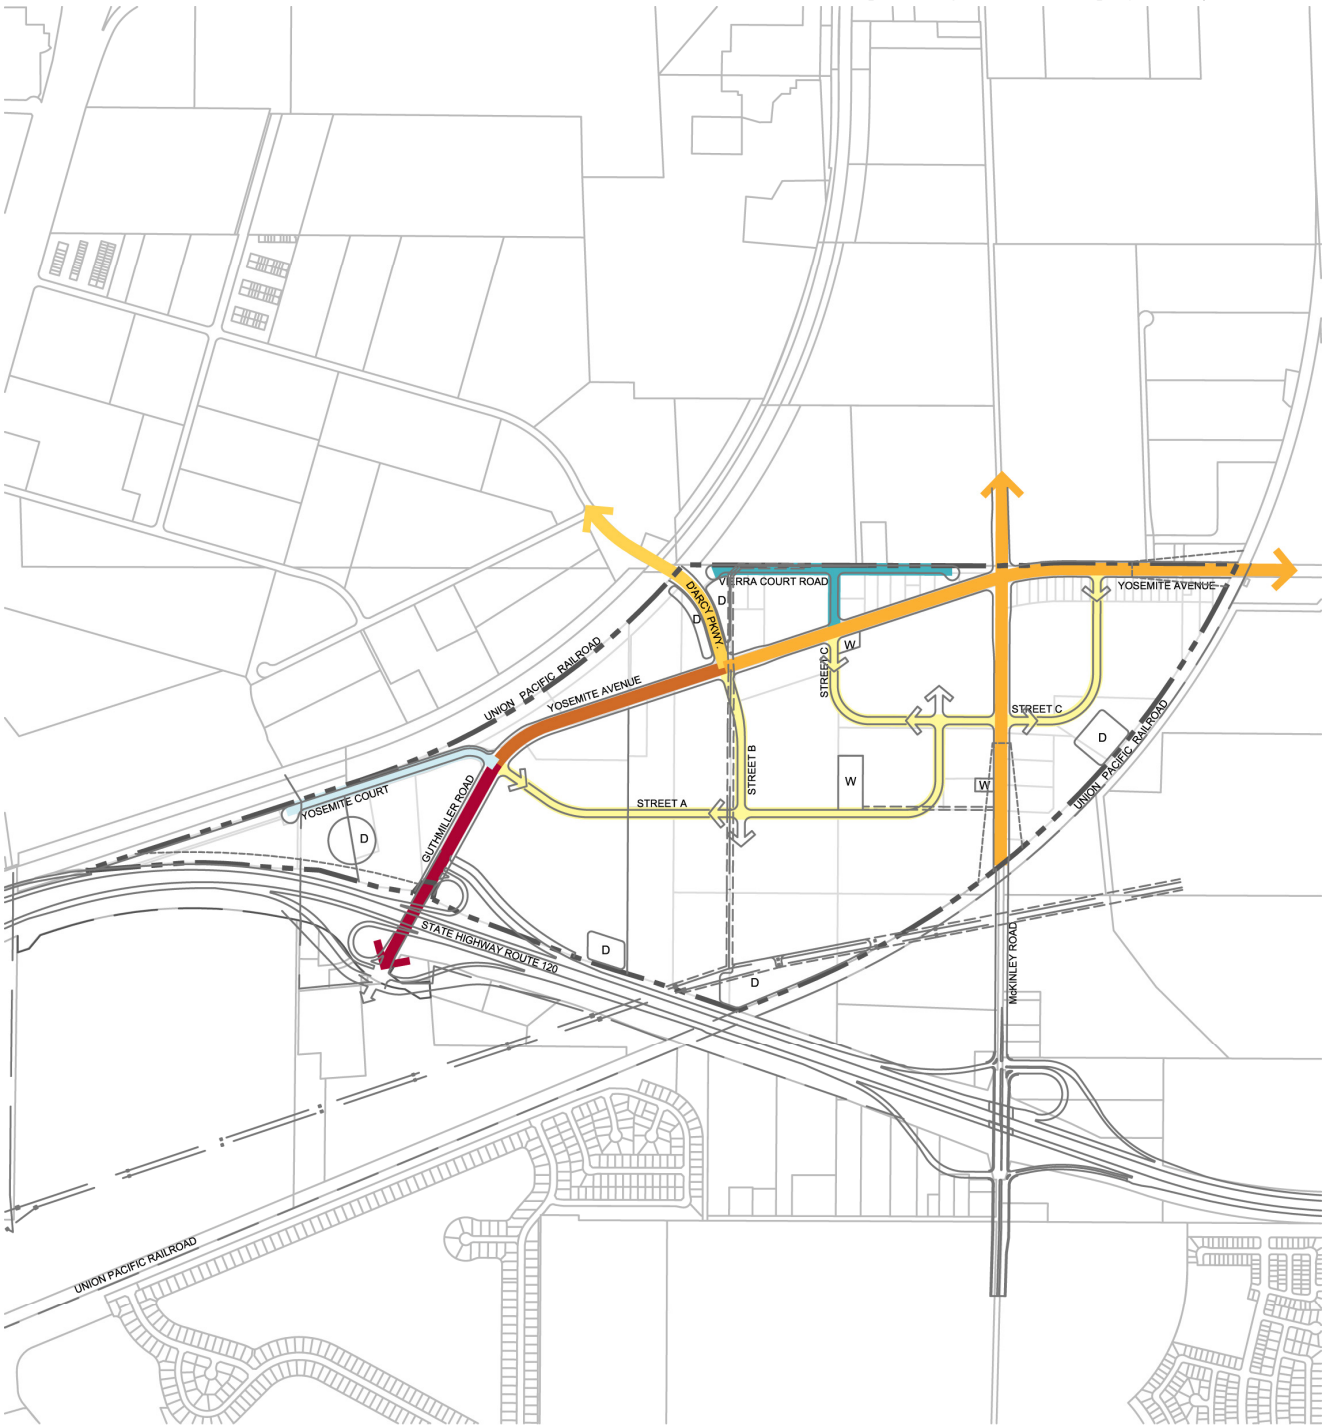 VIERRA COURT ROAD
YOSEMITE AVENUE
D
D
D'ARCY PKWY.
W
STREET C
UNION PACIFIC RAILROAD
YOSEMITE AVENUE
STREET C
D
UNION PACIFIC RAILROAD
STREET B
W
W
YOSEMITE COURT
STREET A
GUTHMILLER ROAD
D
STATE HIGHWAY ROUTE 120
D
D
McKINLEY ROAD
UNION PACIFIC RAILROAD